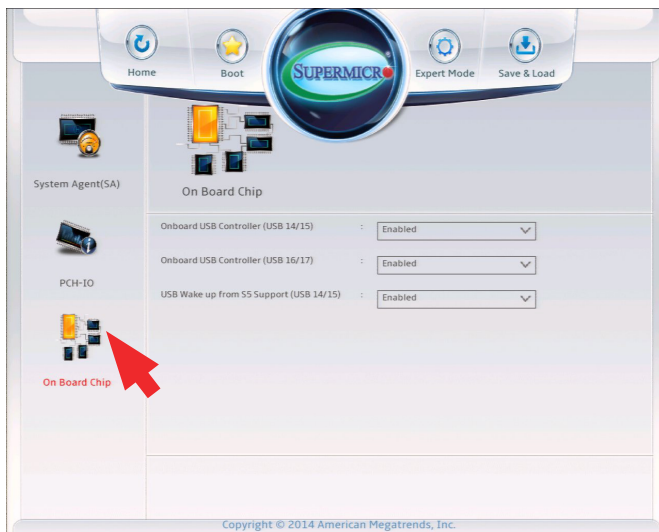 Home
Boot
SUPERMICR
Expert Mode
Save & Load
System Agent(SA)
PCH-IO
On Board Chip
On Board Chip
Onboard USB Controller (USB 14/15) : Enabled
Onboard USB Controller (USB 16/17) : Enabled
USB Wake up from S5 Support (USB 14/15) : Enabled
Copyright © 2014 American Megatrends, Inc.